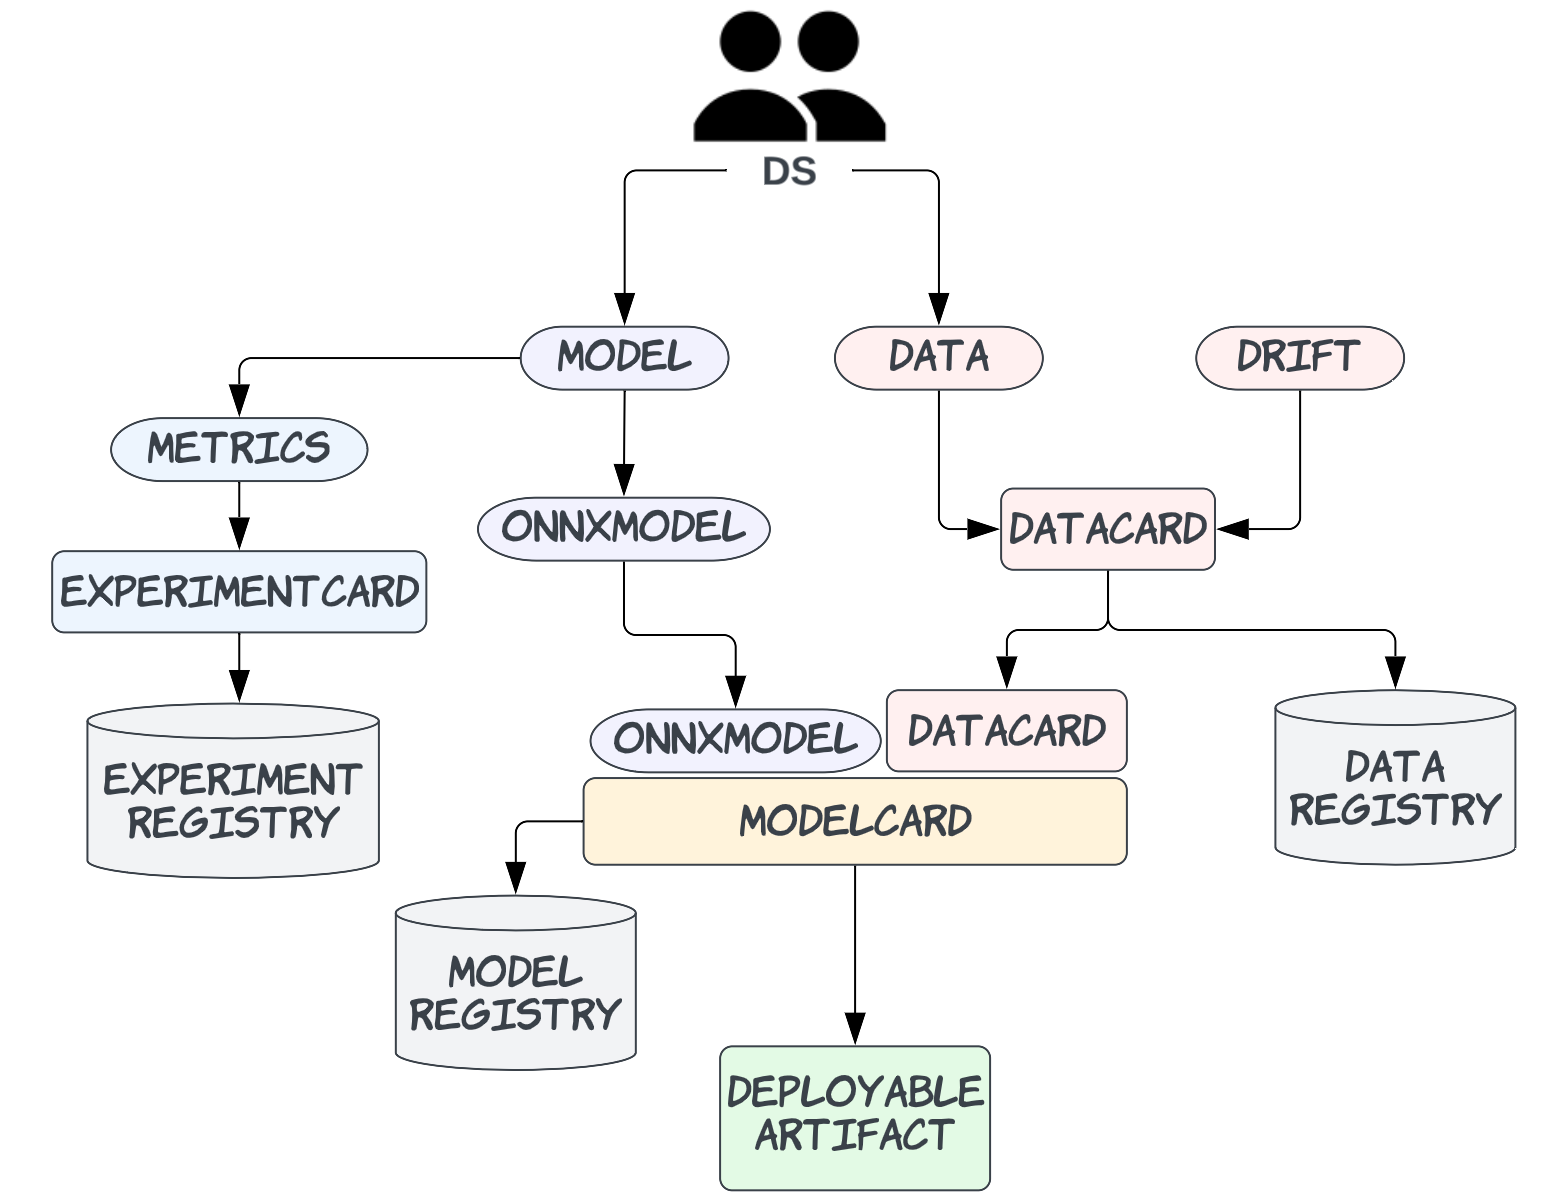 DS
MODEL
DATA
DRIFT
METRICS
ONNXMODEL
DATACARD
EXPERIMENTCARD
ONNXMODEL
DATACARD
EXPERIMENT
REGISTRY
DATA
REGISTRY
MODELCARD
MODEL
REGISTRY
DEPLOYABLE
ARTIFACT